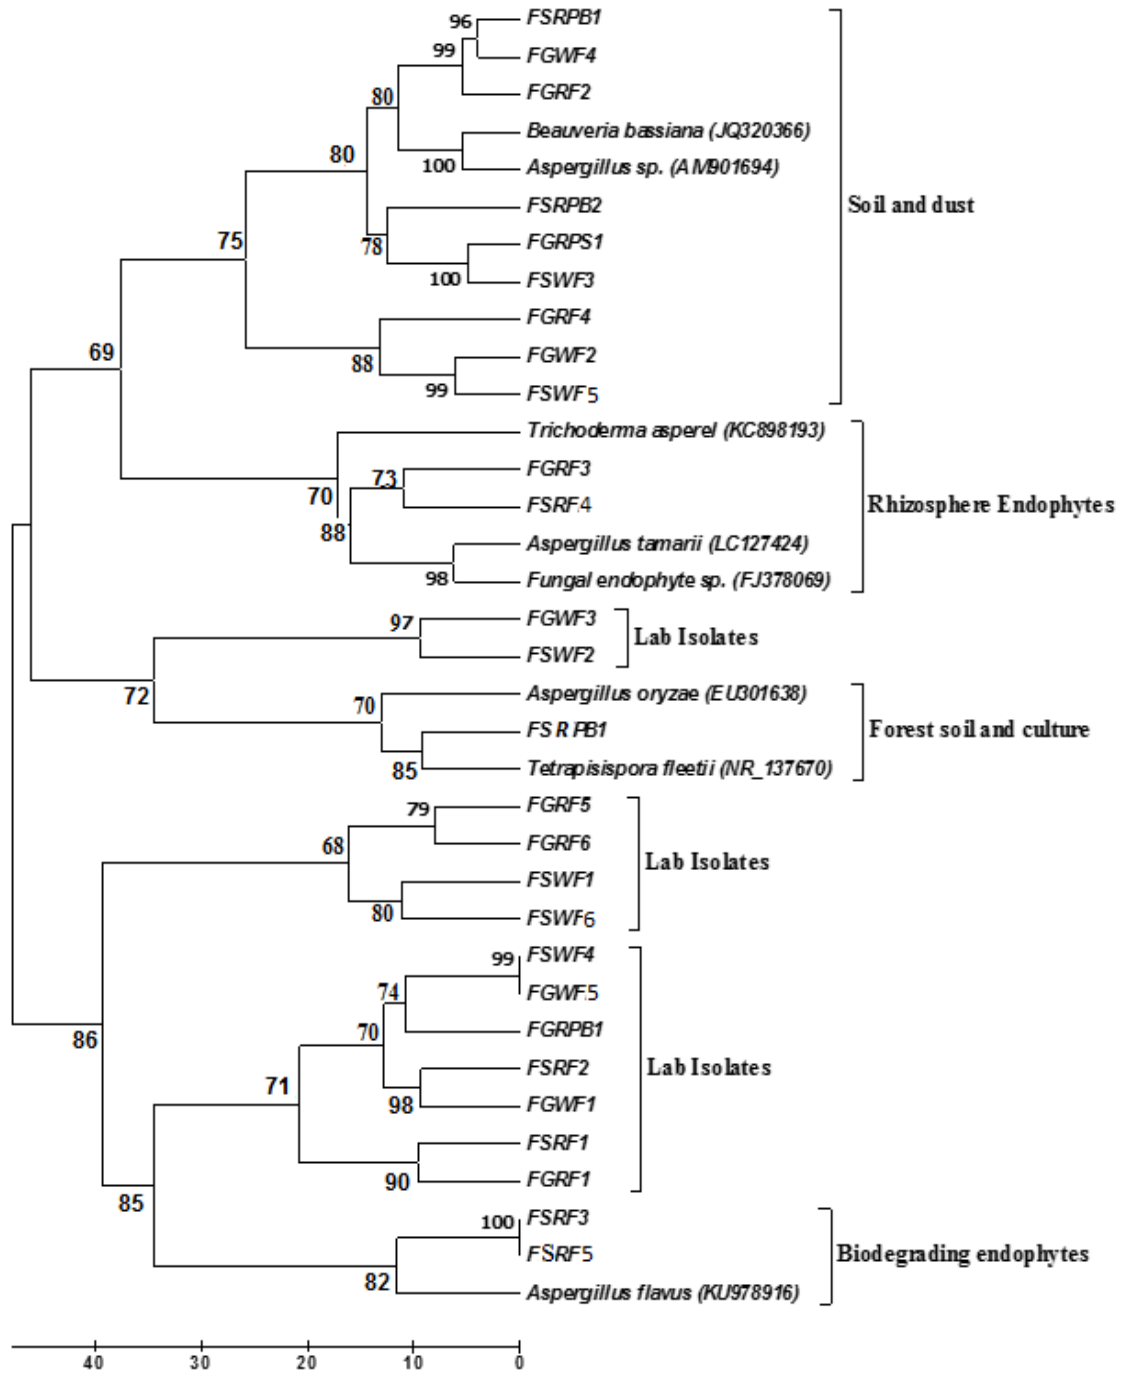 FSRPB1
96
FGWF4
99
FGRF2
80
Beauveria bassiana (JQ320366)
80
100
Aspergillus sp. (AM901694)
FSRPB2
Soil and dust
75
78
FGRPS1
100
FSWF3
FGRF4
69
88
FGWF2
99
FSWF5
Trichoderma asperel (KC898193)
73
FGRF3
70
FSRF4
Rhizosphere Endophytes
88
Aspergillus tamarii (LC127424)
98
Fungal endophyte sp. (FJ378069)
97
FGWF3
Lab Isolates
FSWF2
72
70
Aspergillus oryzae (EU301638)
FSRPB1
Forest soil and culture
85
Tetrapisispora fleetii (NR_137670)
79
FGRF5
68
FGRF6
Lab Isolates
FSWF1
80
FSWF6
99
FSWF4
74
FGWF5
86
70
FGRPB1
71
FSRF2
Lab Isolates
98
FGWF1
FSRF1
90
FGRF1
85
100
FSRF3
FSRF5
Biodegrading endophytes
82
Aspergillus flavus (KU978916)
40 30 20 10 0